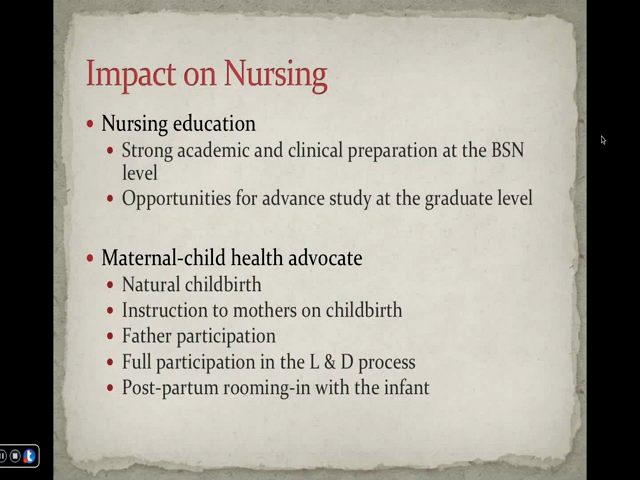 Impact on Nursing
• Nursing education
• Strong academic and clinical preparation at the BSN
level
• Opportunities for advance study at the graduate level
• Maternal-child health advocate
• Natural childbirth
• Instruction to mothers on childbirth
• Father participation
• Full participation in the L & D process
• Post-partum rooming-in with the infant